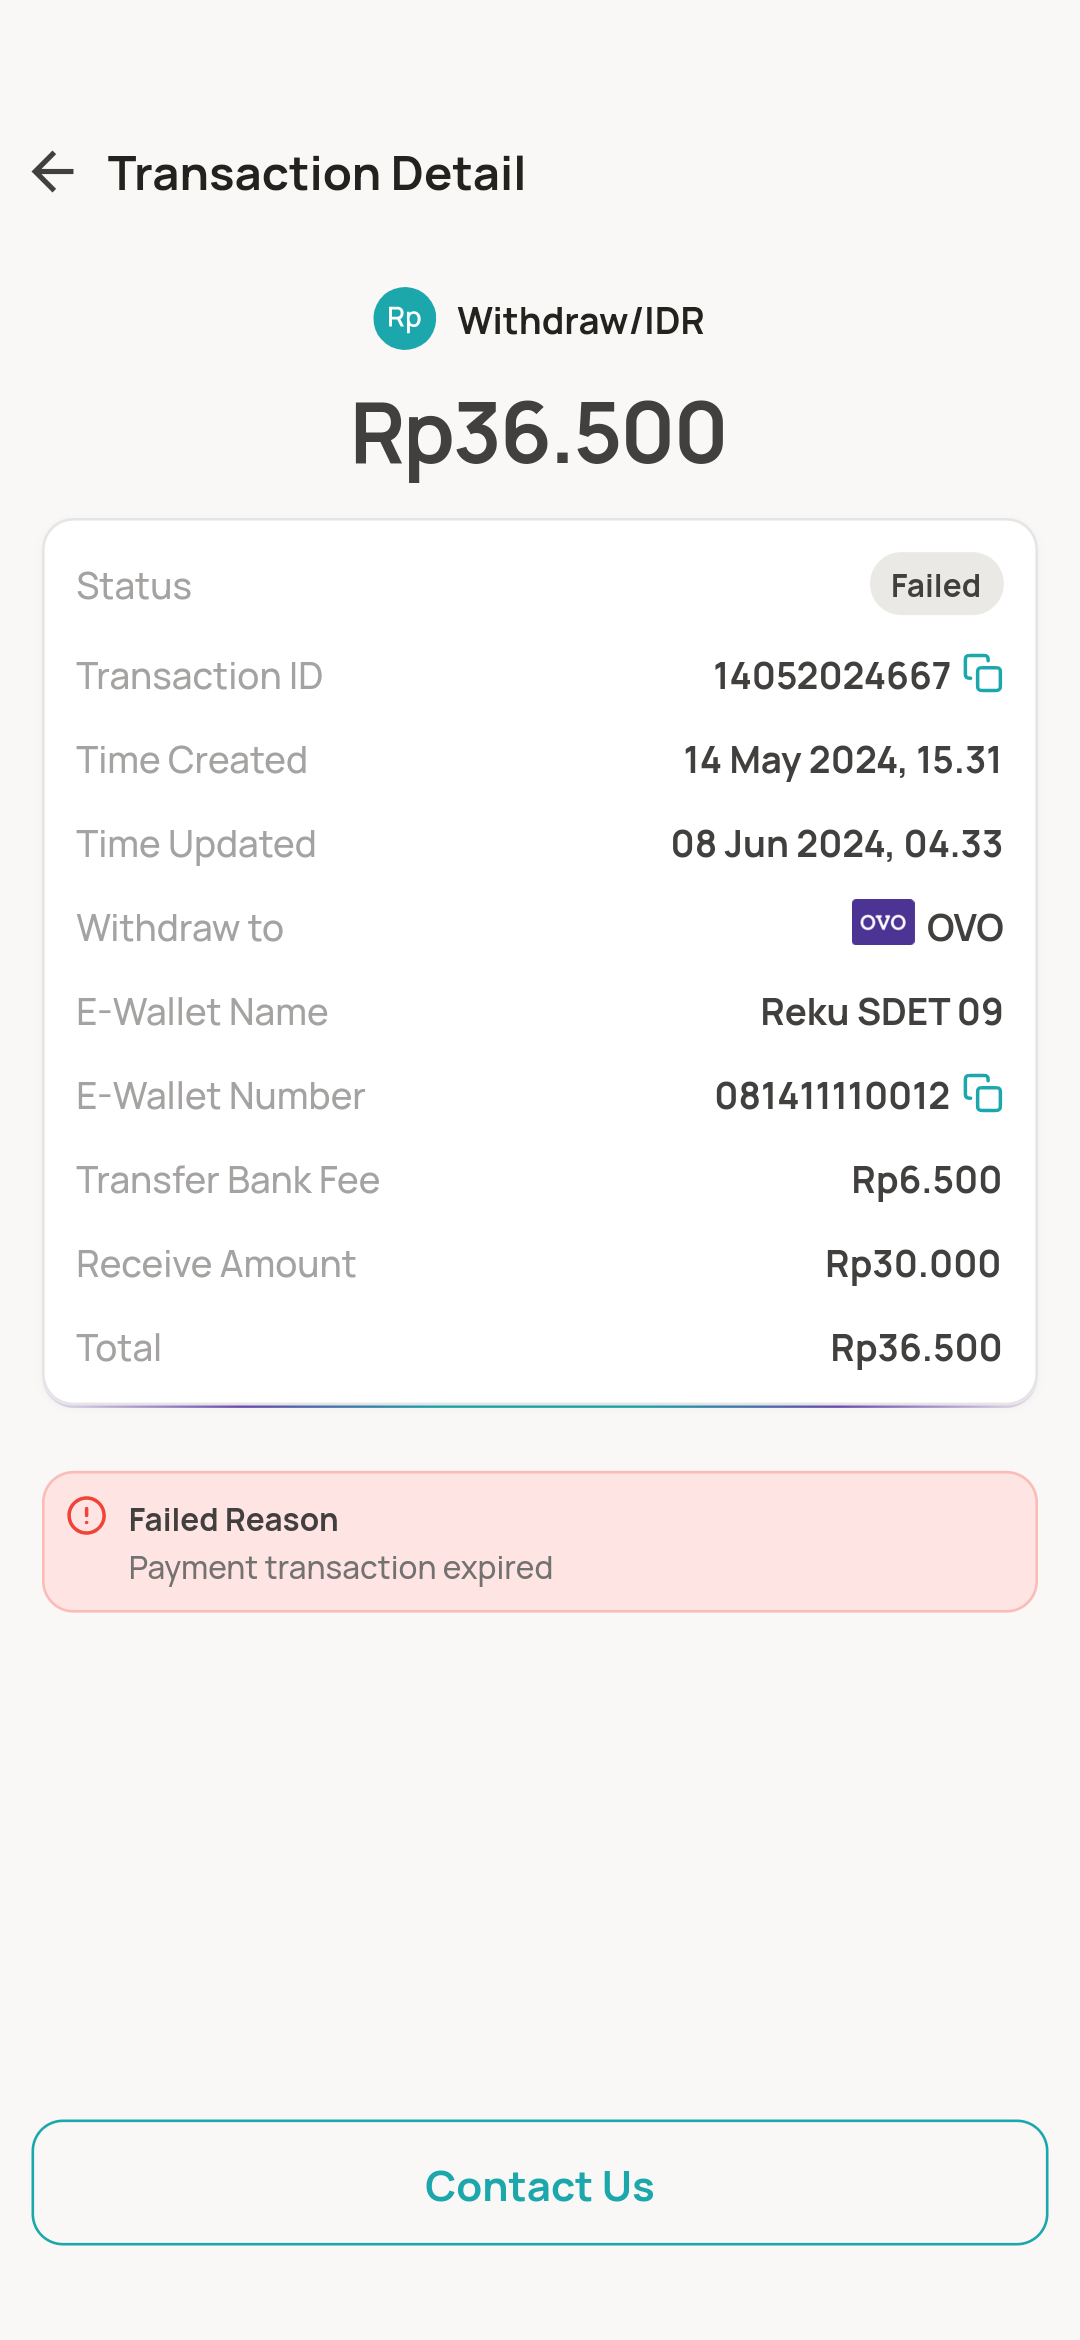 Transaction Detail
Rp Withdraw/IDR
Rp36.500
Status Failed
Transaction ID 14052024667
Time Created 14 May 2024, 15.31
Time Updated 08 Jun 2024, 04.33
Withdraw to OVO OVO
E-Wallet Name Reku SDET 09
E-Wallet Number 081411110012
Transfer Bank Fee Rp6.500
Receive Amount Rp30.000
Total Rp36.500
Failed Reason
Payment transaction expired
Contact Us